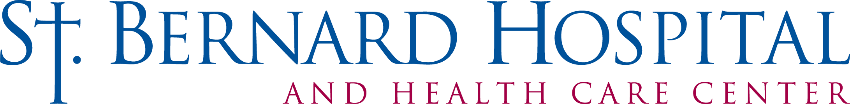 St. Bernard Hospital
and Health Care Center